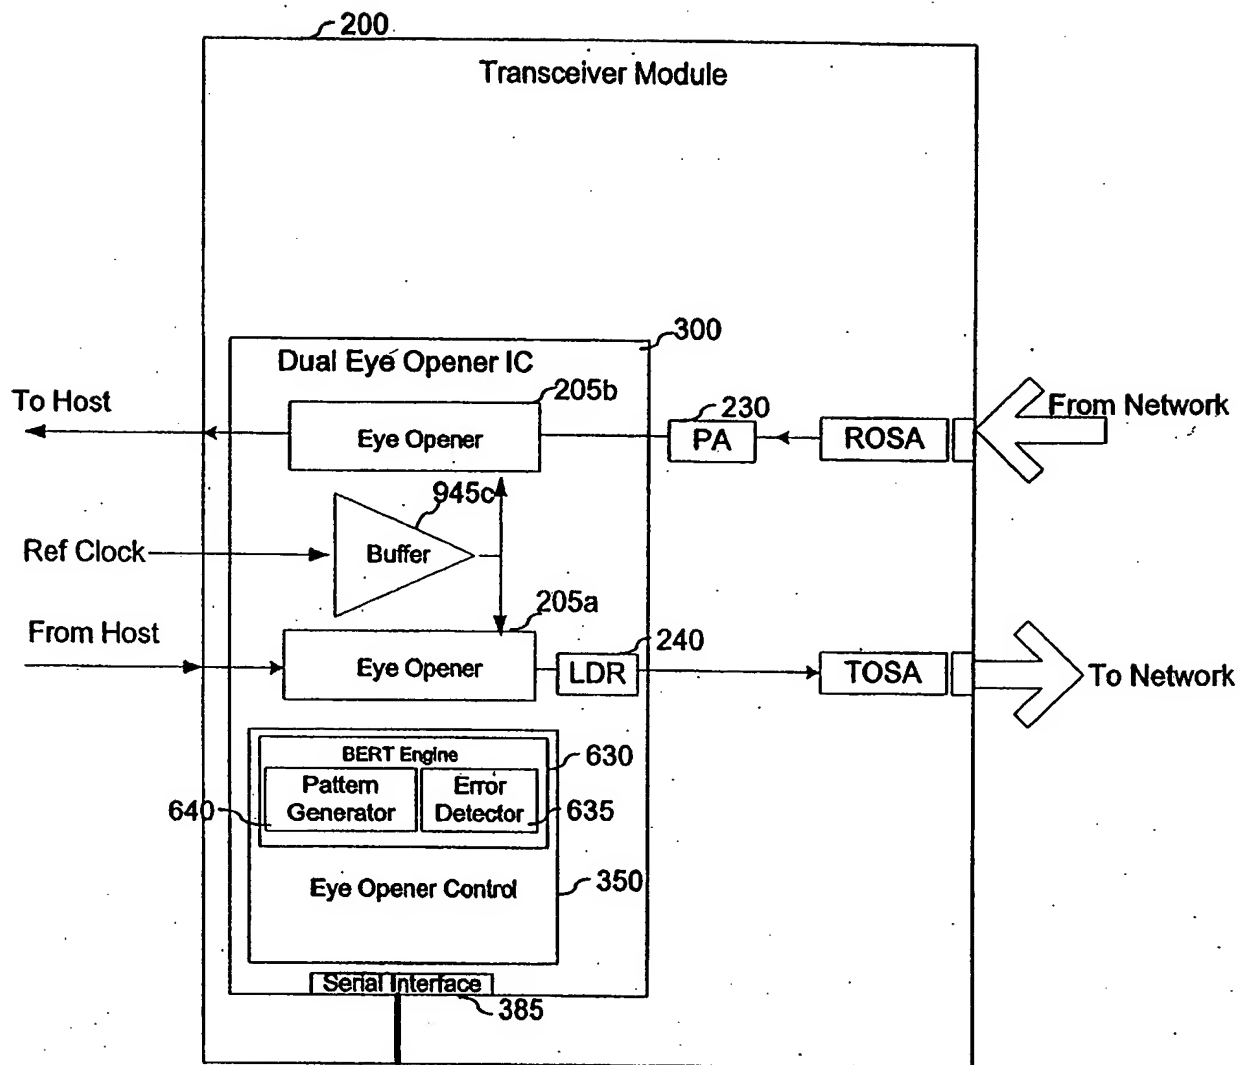 200
Transceiver Module
300
Dual Eye Opener IC
205b
To Host
230
From Network
Eye Opener
PA
ROSA
945c
Ref Clock
Buffer
205a
From Host
240
Eye Opener
LDR
TOSA
To Network
BERT Engine
630
Pattern
Generator
Error
Detector
640
635
Eye Opener Control
350
Serial Interface
385